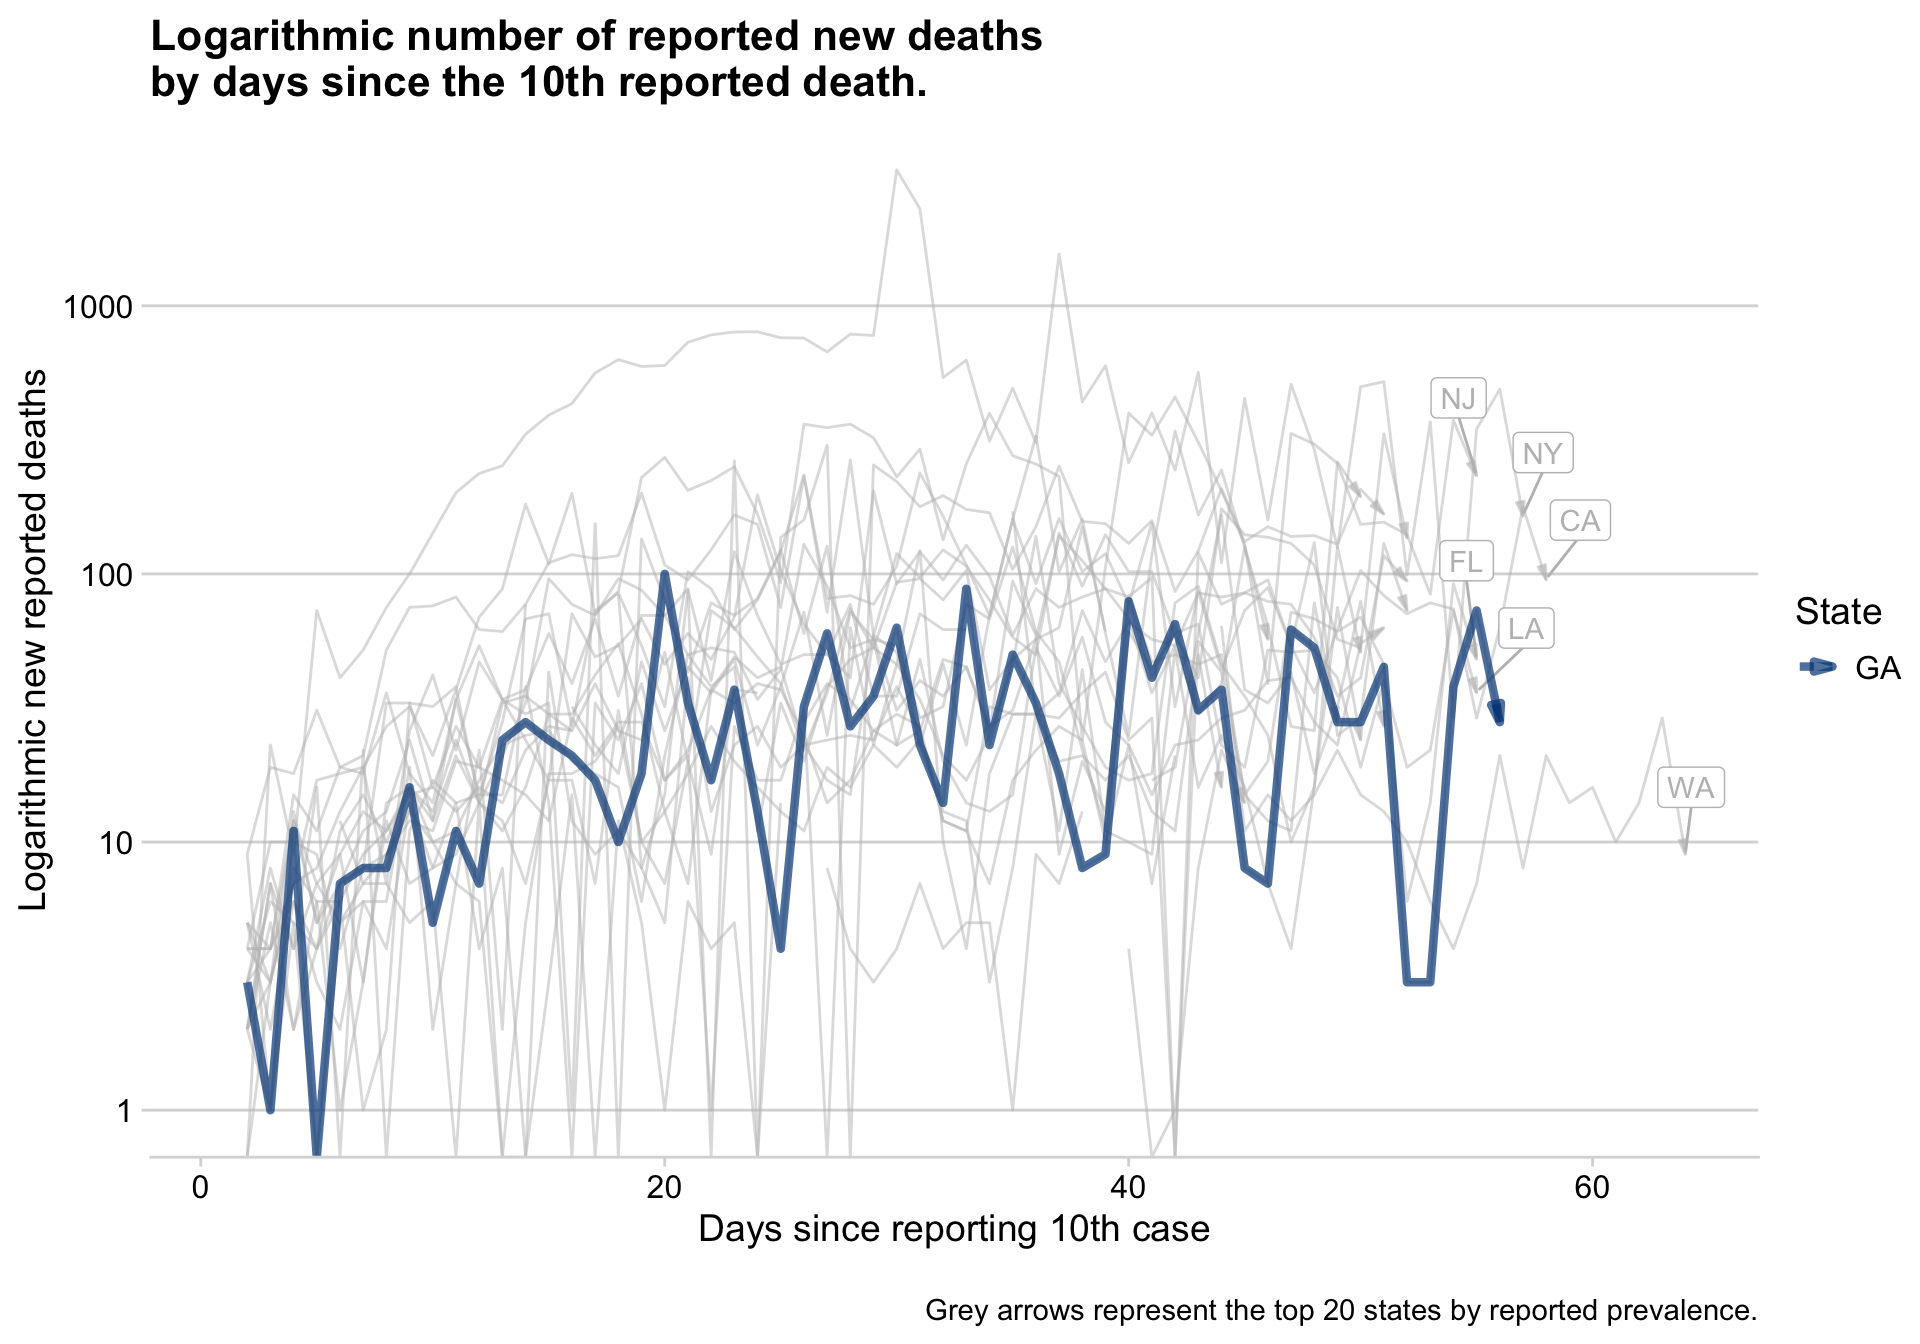 Logarithmic number of reported new deaths
by days since the 10th reported death.
Logarithmic new reported deaths
1000
100
10
1
NJ
NY
CA
FL
LA
WA
State
GA
0
20
40
60
Days since reporting 10th case
Grey arrows represent the top 20 states by reported prevalence.